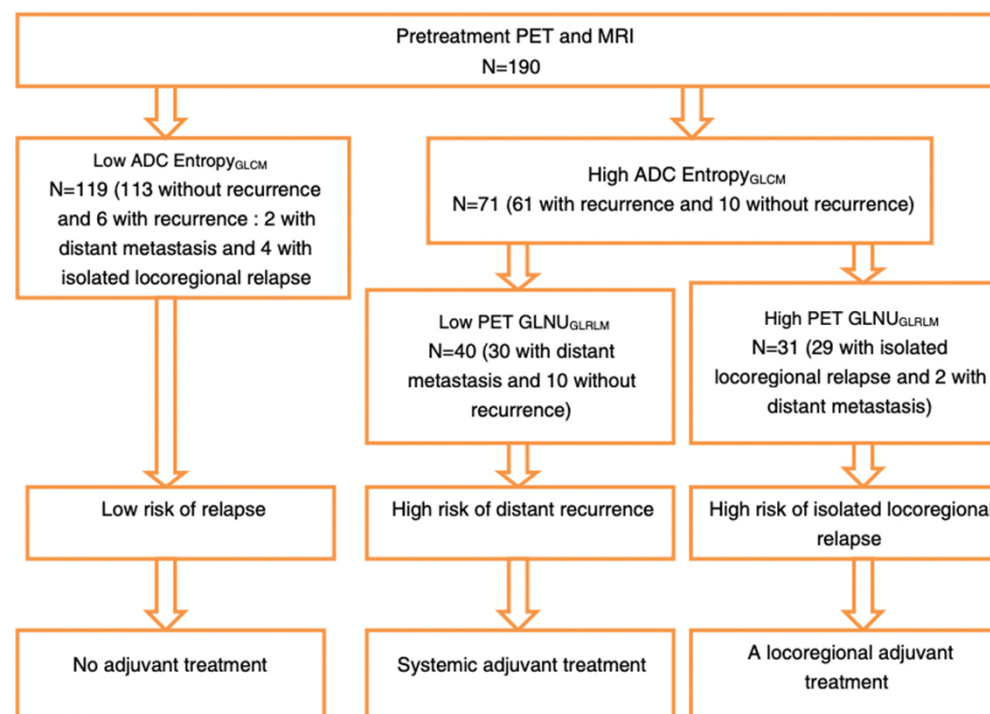 Pretreatment PET and MRI
N=190
Low ADC EntropyGLCM
N=119 (113 without recurrence
and 6 with recurrence : 2 with
distant metastasis and 4 with
isolated locoregional relapse
High ADC EntropyGLCM
N=71 (61 with recurrence and 10 without recurrence)
Low PET GLNUGLRLM
N=40 (30 with distant
metastasis and 10 without
recurrence)
High PET GLNUGLRLM
N=31 (29 with isolated
locoregional relapse and 2 with
distant metastasis)
Low risk of relapse
High risk of distant recurrence
High risk of isolated locoregional
relapse
No adjuvant treatment
Systemic adjuvant treatment
A locoregional adjuvant
treatment